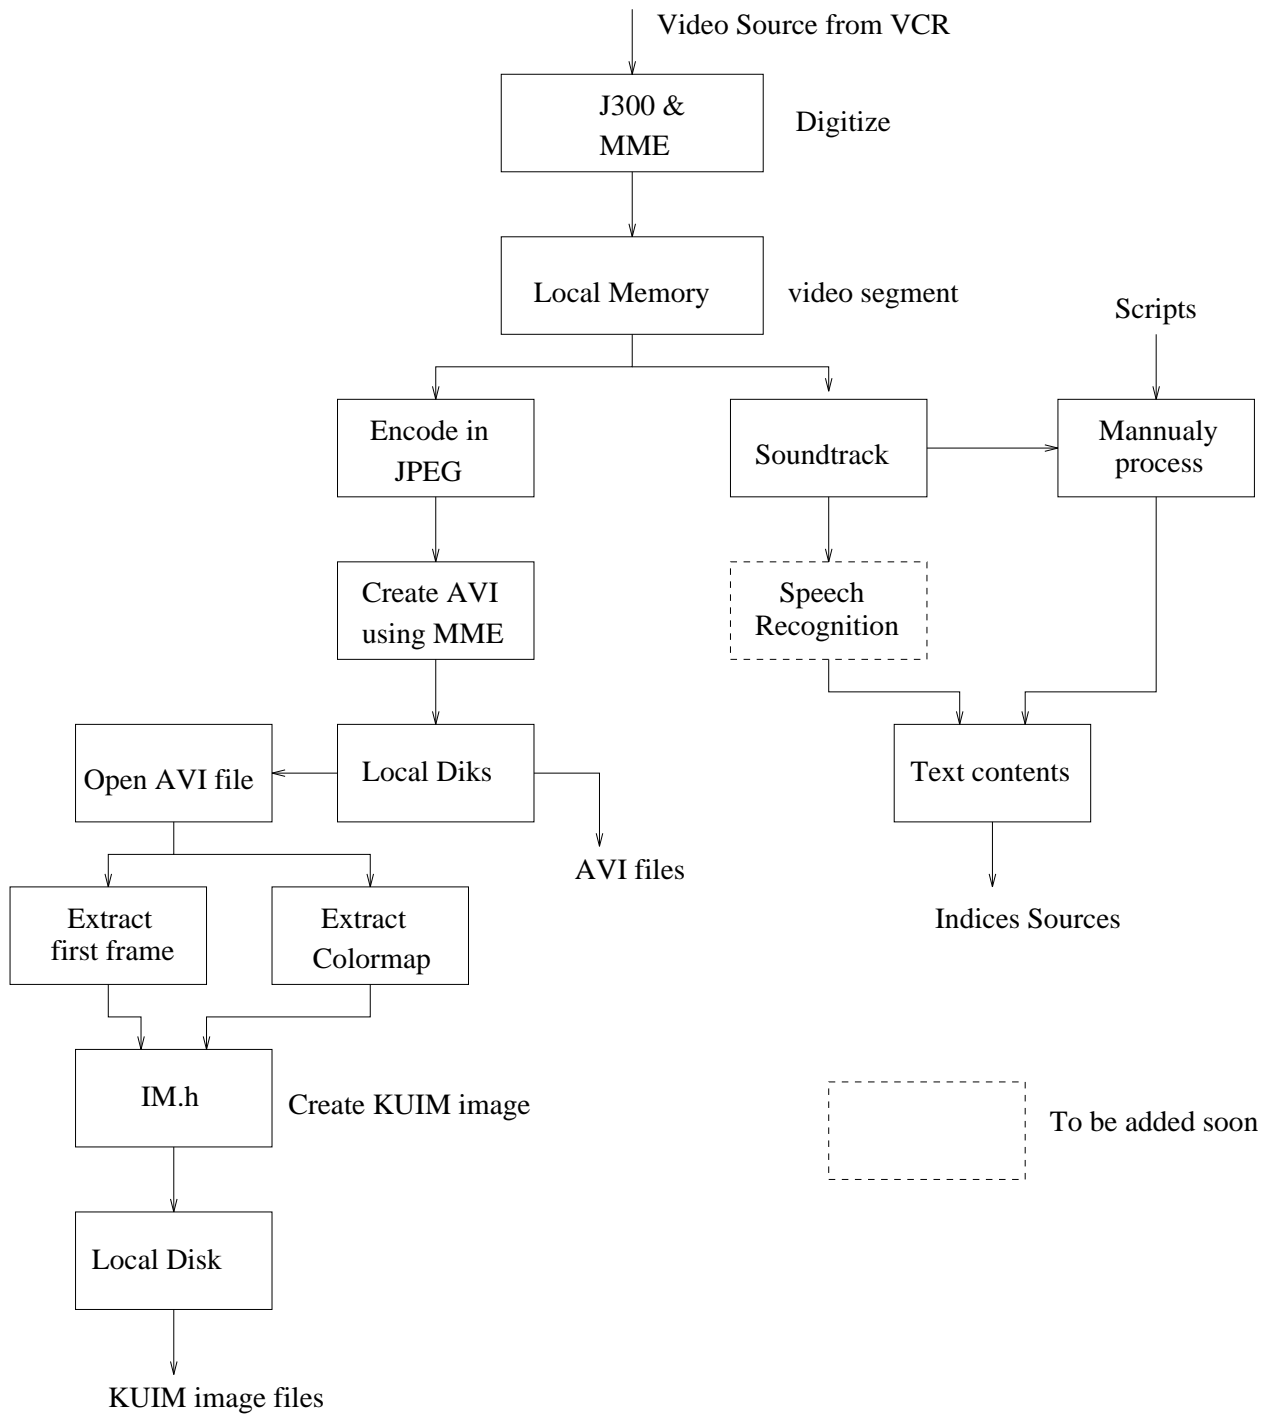 Video Source from VCR
J300 &
MME
Digitize
Local Memory
video segment
Scripts
Encode in
JPEG
Soundtrack
Mannualy
process
Create AVI
using MME
Speech
Recognition
Open AVI file
Local Diks
Text contents
AVI files
Extract
first frame
Extract
Colormap
Indices Sources
IM.h
Create KUIM image
To be added soon
Local Disk
KUIM image files